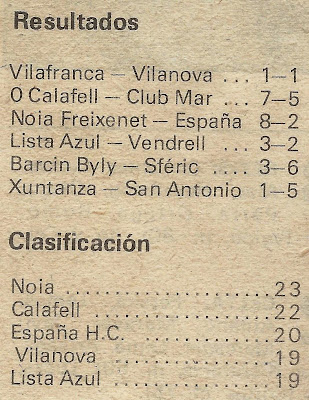 Resultados
Vilafranca — Vilanova ... 1—1
O Calafell — Club Mar ... 7—5
Noia Freixenet — España 8—2
Lista Azul — Vendrell .... 3—2
Barcin Byly — Sféric .... 3—6
Xuntanza — San Antonio 1—5
Clasificación
Noia ........................ 23
Calafell .................... 22
España H.C. ............... 20
Vilanova .................. 19
Lista Azul .................. 19